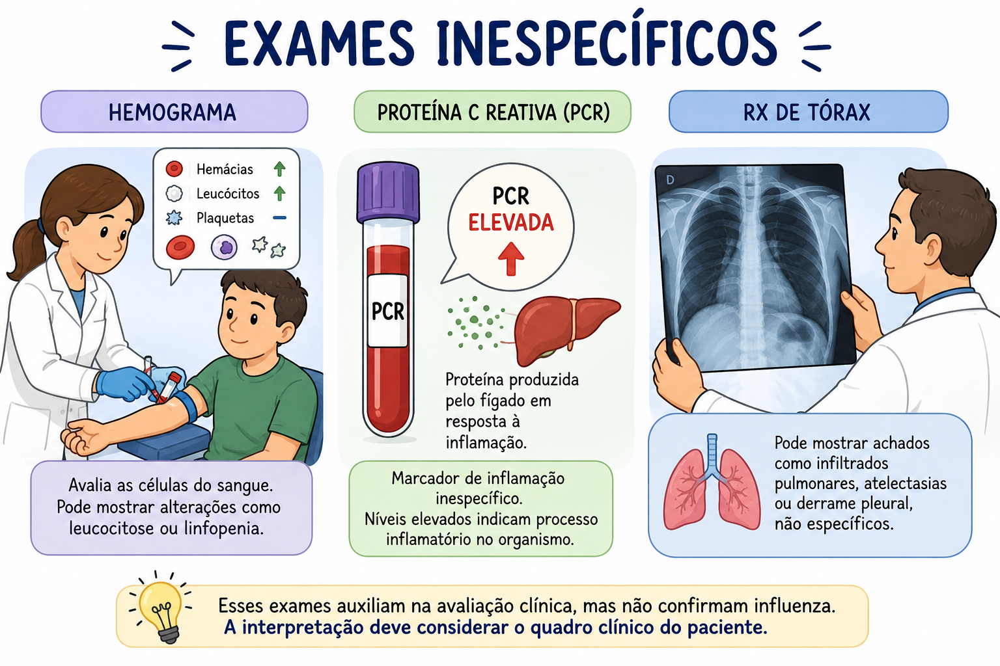 EXAMES INESPECÍFICOS
HEMOGRAMA
Hemácias
Leucócitos
Plaquetas
Avalia as células do sangue.
Pode mostrar alterações como
leucocitose ou linfopenia.
PROTEÍNA C REATIVA (PCR)
PCR
ELEVADA
PCR
Proteína produzida
pelo fígado em
resposta à
inflamação.
Marcador de inflamação
inespecífico.
Níveis elevados indicam processo
inflamatório no organismo.
RX DE TÓRAX
D
Pode mostrar achados
como infiltrados
pulmonares, atelectasias
ou derrame pleural,
não específicos.
Esses exames auxiliam na avaliação clínica, mas não confirmam influenza.
A interpretação deve considerar o quadro clínico do paciente.